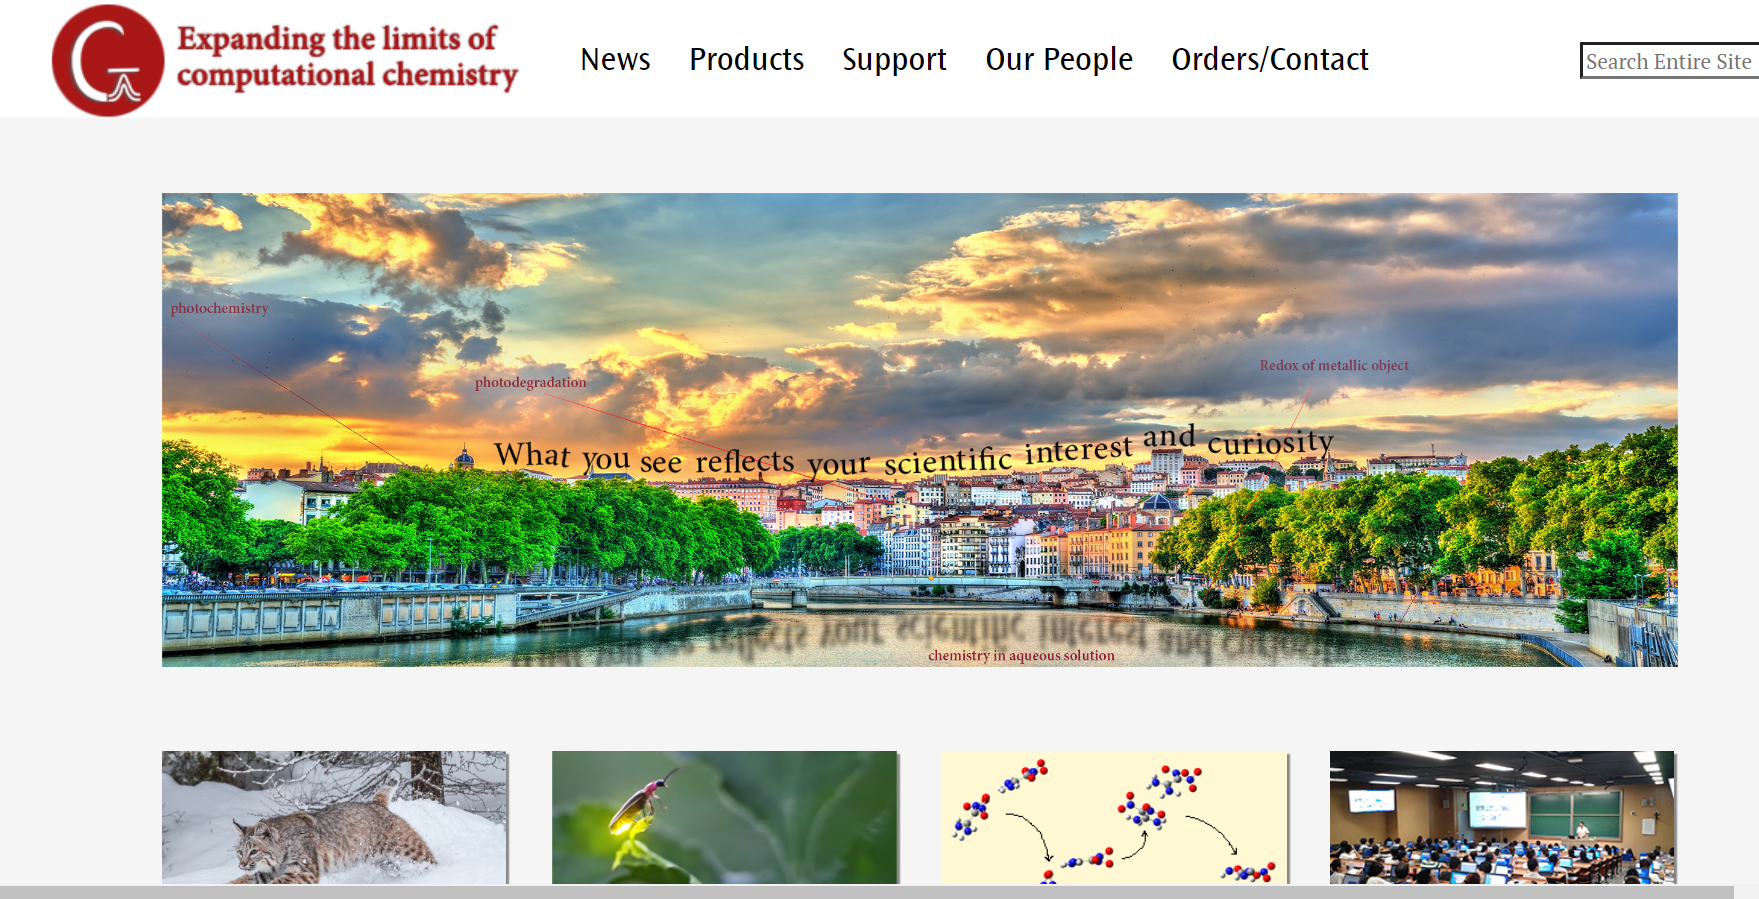 Expanding the limits of
computational chemistry
News Products Support Our People Orders/Contact
Search Entire Site
photochemistry
photodegradation
Redox of metallic object
What you see reflects your scientific interest and curiosity
chemistry in aqueous solution